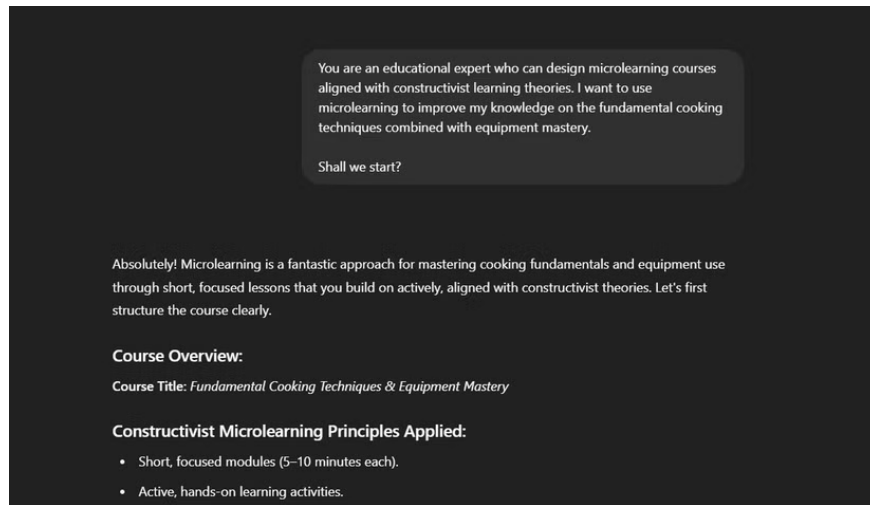 You are an educational expert who can design microlearning courses
aligned with constructivist learning theories. I want to use
microlearning to improve my knowledge on the fundamental cooking
techniques combined with equipment mastery.
Shall we start?
Absolutely! Microlearning is a fantastic approach for mastering cooking fundamentals and equipment use
through short, focused lessons that you build on actively, aligned with constructivist theories. Let's first
structure the course clearly.
Course Overview:
Course Title: Fundamental Cooking Techniques & Equipment Mastery
Constructivist Microlearning Principles Applied:
• Short, focused modules (5–10 minutes each).
• Active, hands-on learning activities.